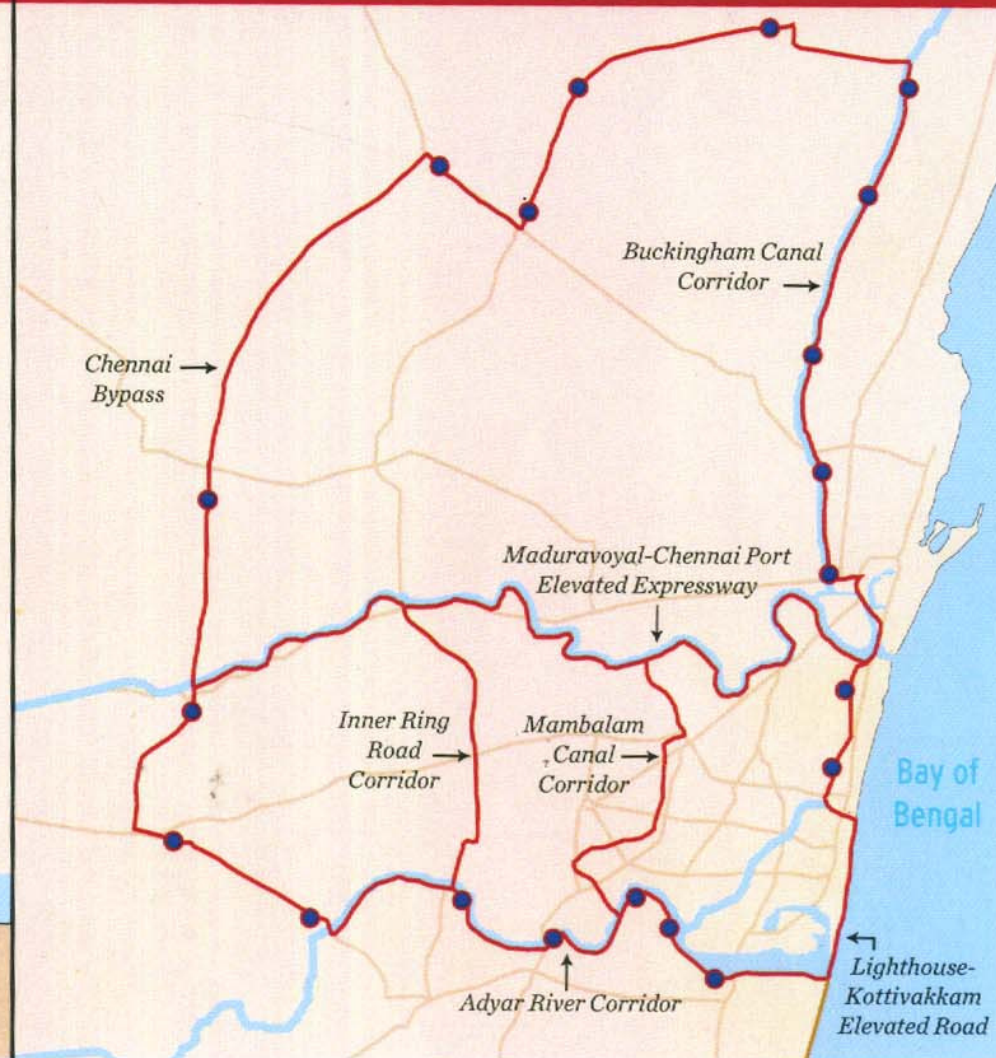 Buckingham Canal
Corridor
Chennai
Bypass
Maduravoyal-Chennai Port
Elevated Expressway
Inner Ring
Road
Corridor
Mambalam
Canal
Corridor
Bay of
Bengal
Adyar River Corridor
Lighthouse-
Kottivakkam
Elevated Road